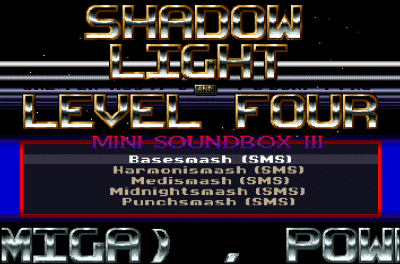 SHADOW
LIGHT
AND
LEVEL FOUR
MINI SOUNDBOX III
Basesmash (SMS)
Harmonismash (SMS)
Medismash (SMS)
Midnightsmash (SMS)
Punchsmash (SMS)
MIGA) , POW